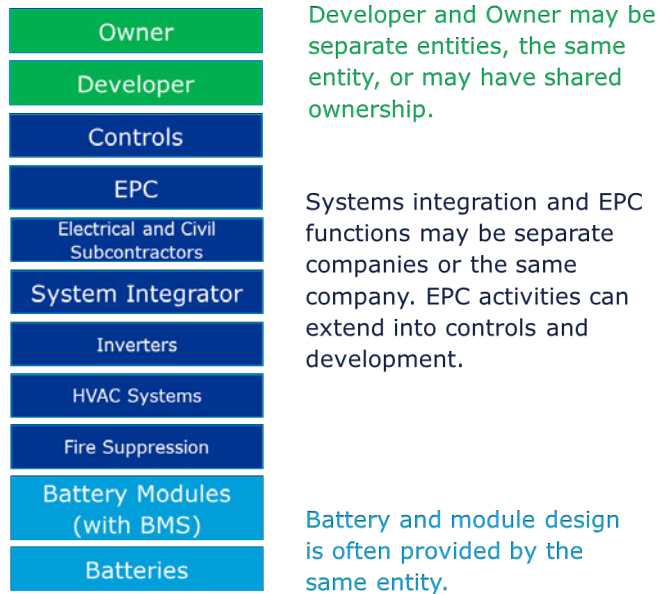 Owner
Developer
Controls
EPC
Electrical and Civil
Subcontractors
System Integrator
Inverters
HVAC Systems
Fire Suppression
Battery Modules
(with BMS)
Batteries
Developer and Owner may be
separate entities, the same
entity, or may have shared
ownership.
Systems integration and EPC
functions may be separate
companies or the same
company. EPC activities can
extend into controls and
development.
Battery and module design
is often provided by the
same entity.